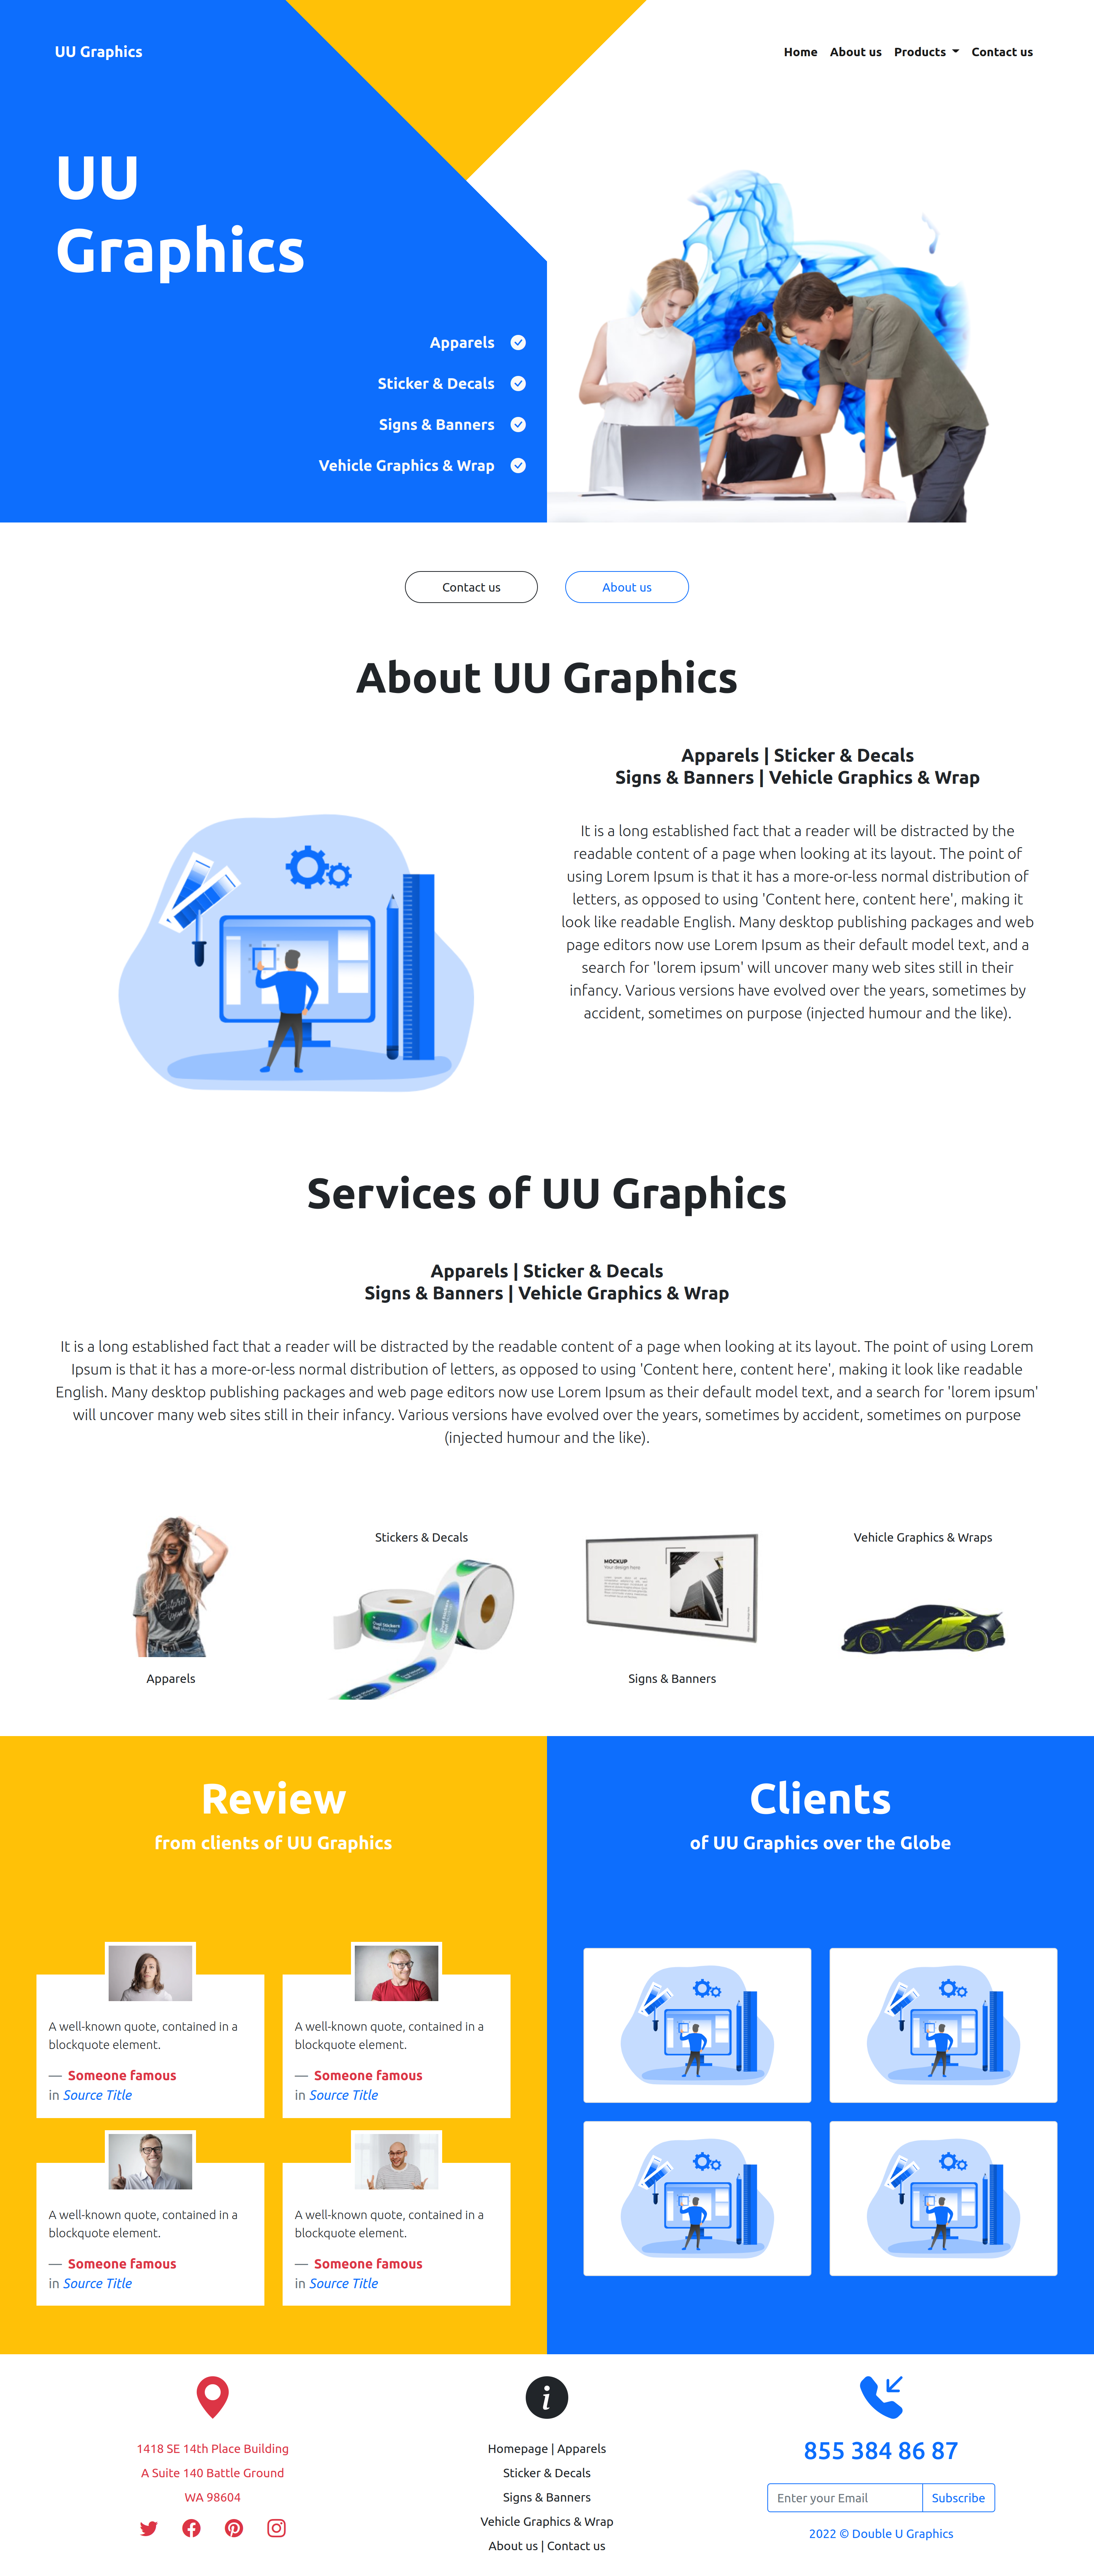 UU Graphics
Home About us Products Contact us
UU
Graphics
Apparels
Sticker & Decals
Signs & Banners
Vehicle Graphics & Wrap
Contact us
About us
About UU Graphics
Apparels | Sticker & Decals
Signs & Banners | Vehicle Graphics & Wrap
It is a long established fact that a reader will be distracted by the
readable content of a page when looking at its layout. The point of
using Lorem Ipsum is that it has a more-or-less normal distribution of
letters, as opposed to using 'Content here, content here', making it
look like readable English. Many desktop publishing packages and web
page editors now use Lorem Ipsum as their default model text, and a
search for 'lorem ipsum' will uncover many web sites still in their
infancy. Various versions have evolved over the years, sometimes by
accident, sometimes on purpose (injected humour and the like).
Services of UU Graphics
Apparels | Sticker & Decals
Signs & Banners | Vehicle Graphics & Wrap
It is a long established fact that a reader will be distracted by the readable content of a page when looking at its layout. The point of using Lorem
Ipsum is that it has a more-or-less normal distribution of letters, as opposed to using 'Content here, content here', making it look like readable
English. Many desktop publishing packages and web page editors now use Lorem Ipsum as their default model text, and a search for 'lorem ipsum'
will uncover many web sites still in their infancy. Various versions have evolved over the years, sometimes by accident, sometimes on purpose
(injected humour and the like).
Apparels
Stickers & Decals
MOCKUP
Your design here
Signs & Banners
Vehicle Graphics & Wraps
Review
from clients of UU Graphics
A well-known quote, contained in a
blockquote element.
— Someone famous
in Source Title
A well-known quote, contained in a
blockquote element.
— Someone famous
in Source Title
A well-known quote, contained in a
blockquote element.
— Someone famous
in Source Title
A well-known quote, contained in a
blockquote element.
— Someone famous
in Source Title
Clients
of UU Graphics over the Globe
1418 SE 14th Place Building
A Suite 140 Battle Ground
WA 98604
Homepage | Apparels
Sticker & Decals
Signs & Banners
Vehicle Graphics & Wrap
About us | Contact us
855 384 86 87
Enter your Email
Subscribe
2022 © Double U Graphics